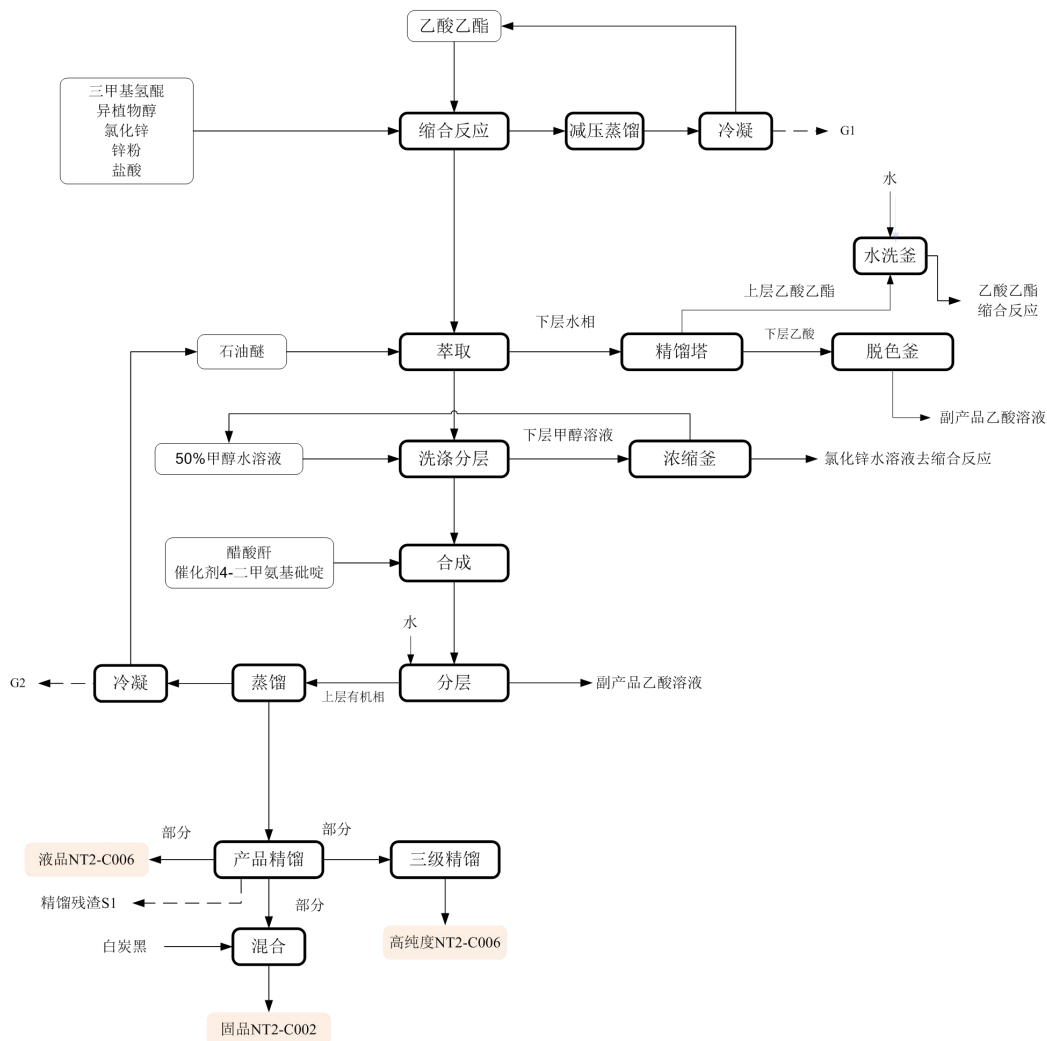 乙酸乙酯
三甲基氢醌
异植物醇
氯化锌
锌粉
盐酸
缩合反应
减压蒸馏
冷凝
G1
水
水洗釜
上层乙酸乙酯
乙酸乙酯
缩合反应
下层水相
下层乙酸
石油醚
萃取
精馏塔
脱色釜
副产品乙酸溶液
下层甲醇溶液
50%甲醇水溶液
洗涤分层
浓缩釜
氯化锌水溶液去缩合反应
醋酸酐
催化剂4-二甲氨基砒啶
合成
水
G2
冷凝
蒸馏
上层有机相
分层
副产品乙酸溶液
部分
部分
液品NT2-C006
产品精馏
三级精馏
精馏残渣S1
部分
白炭黑
混合
高纯度NT2-C006
固品NT2-C002